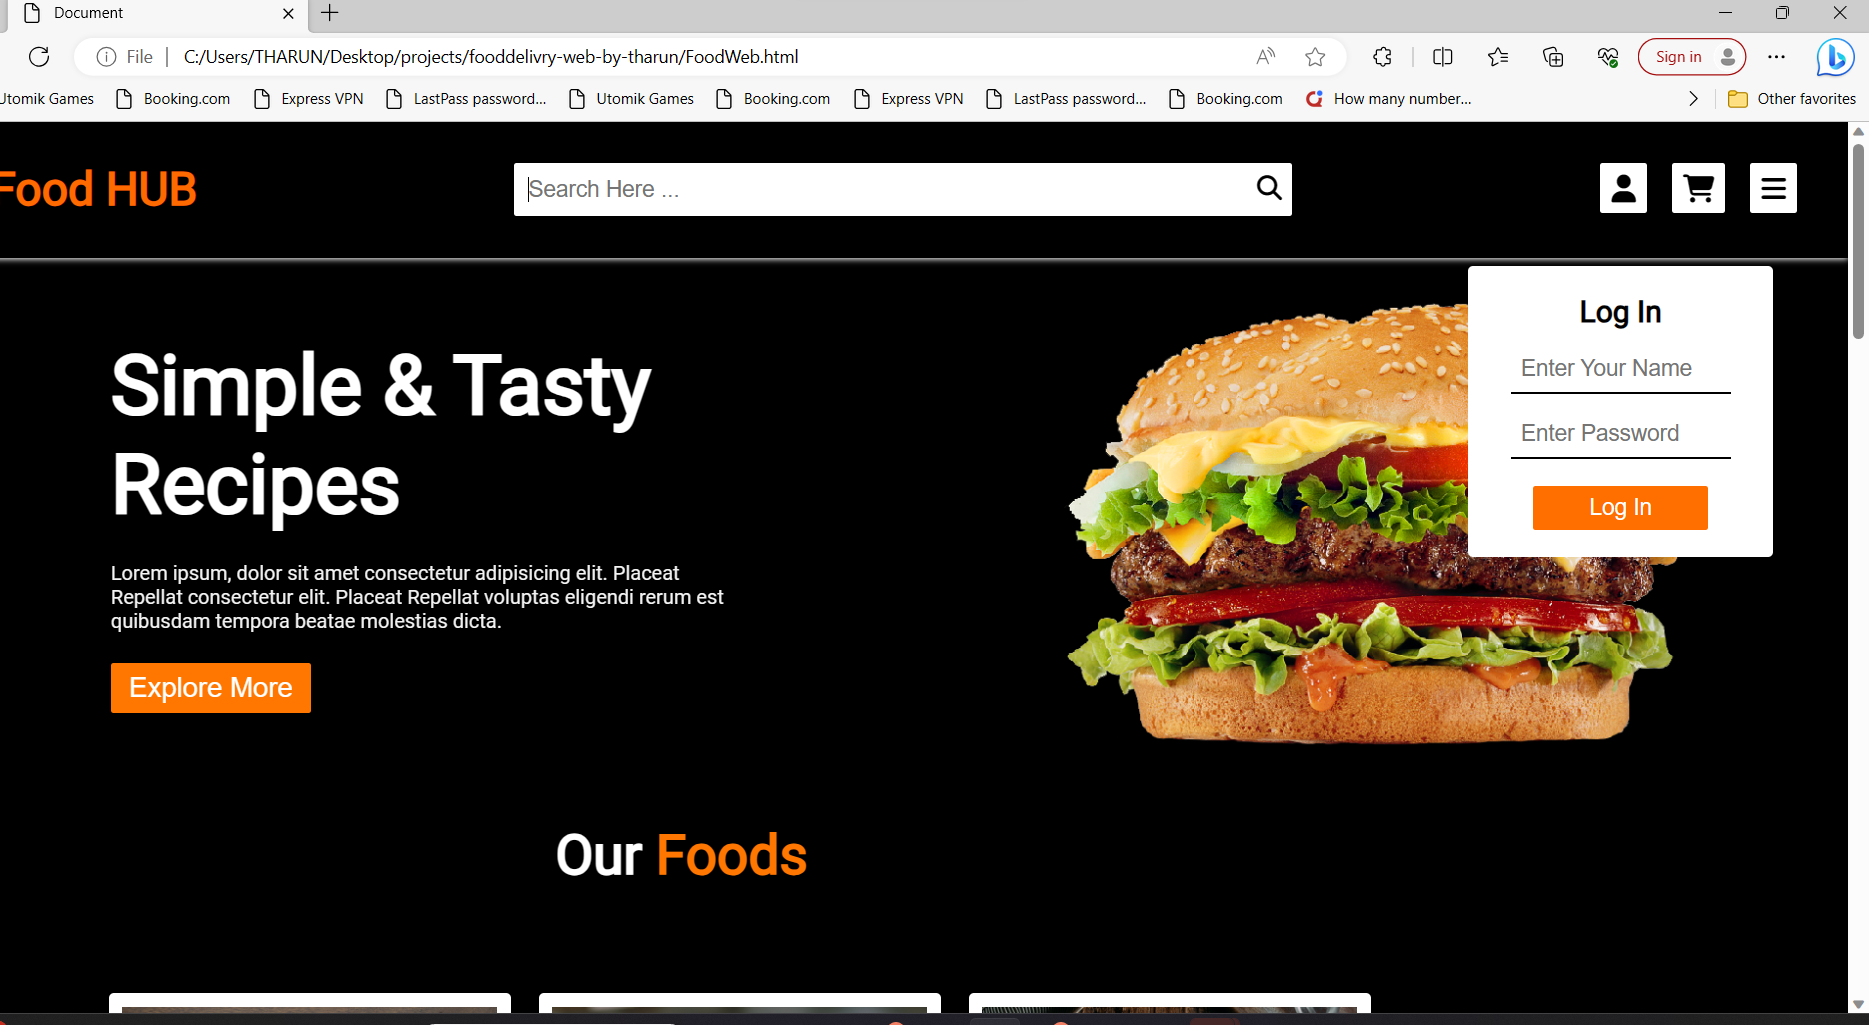 Document
File
C:/Users/THARUN/Desktop/projects/fooddelivry-web-by-tharun/FoodWeb.html
Sign in
Utomik Games Booking.com Express VPN LastPass password... Utomik Games Booking.com Express VPN LastPass password... Booking.com How many number... Other favorites
Food HUB
Search Here ...
Log In
Enter Your Name
Enter Password
Log In
Simple & Tasty
Recipes
Lorem ipsum, dolor sit amet consectetur adipisicing elit. Placeat
Repellat consectetur elit. Placeat Repellat voluptas eligendi rerum est
quibusdam tempora beatae molestias dicta.
Explore More
Our Foods